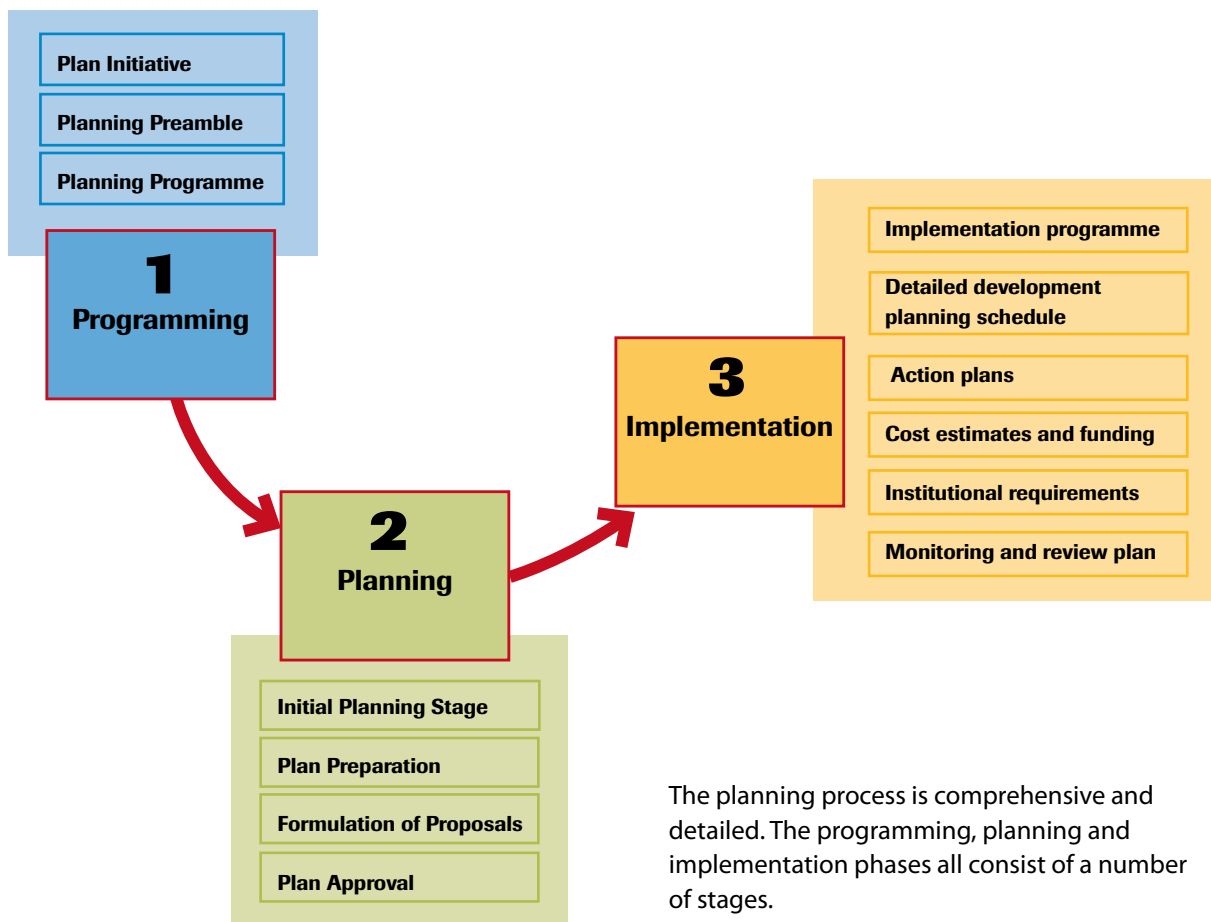 Plan Initiative
Planning Preamble
Planning Programme
1
Programming
2
Planning
Initial Planning Stage
Plan Preparation
Formulation of Proposals
Plan Approval
3
Implementation
Implementation programme
Detailed development
planning schedule
Action plans
Cost estimates and funding
Institutional requirements
Monitoring and review plan
The planning process is comprehensive and
detailed. The programming, planning and
implementation phases all consist of a number
of stages.